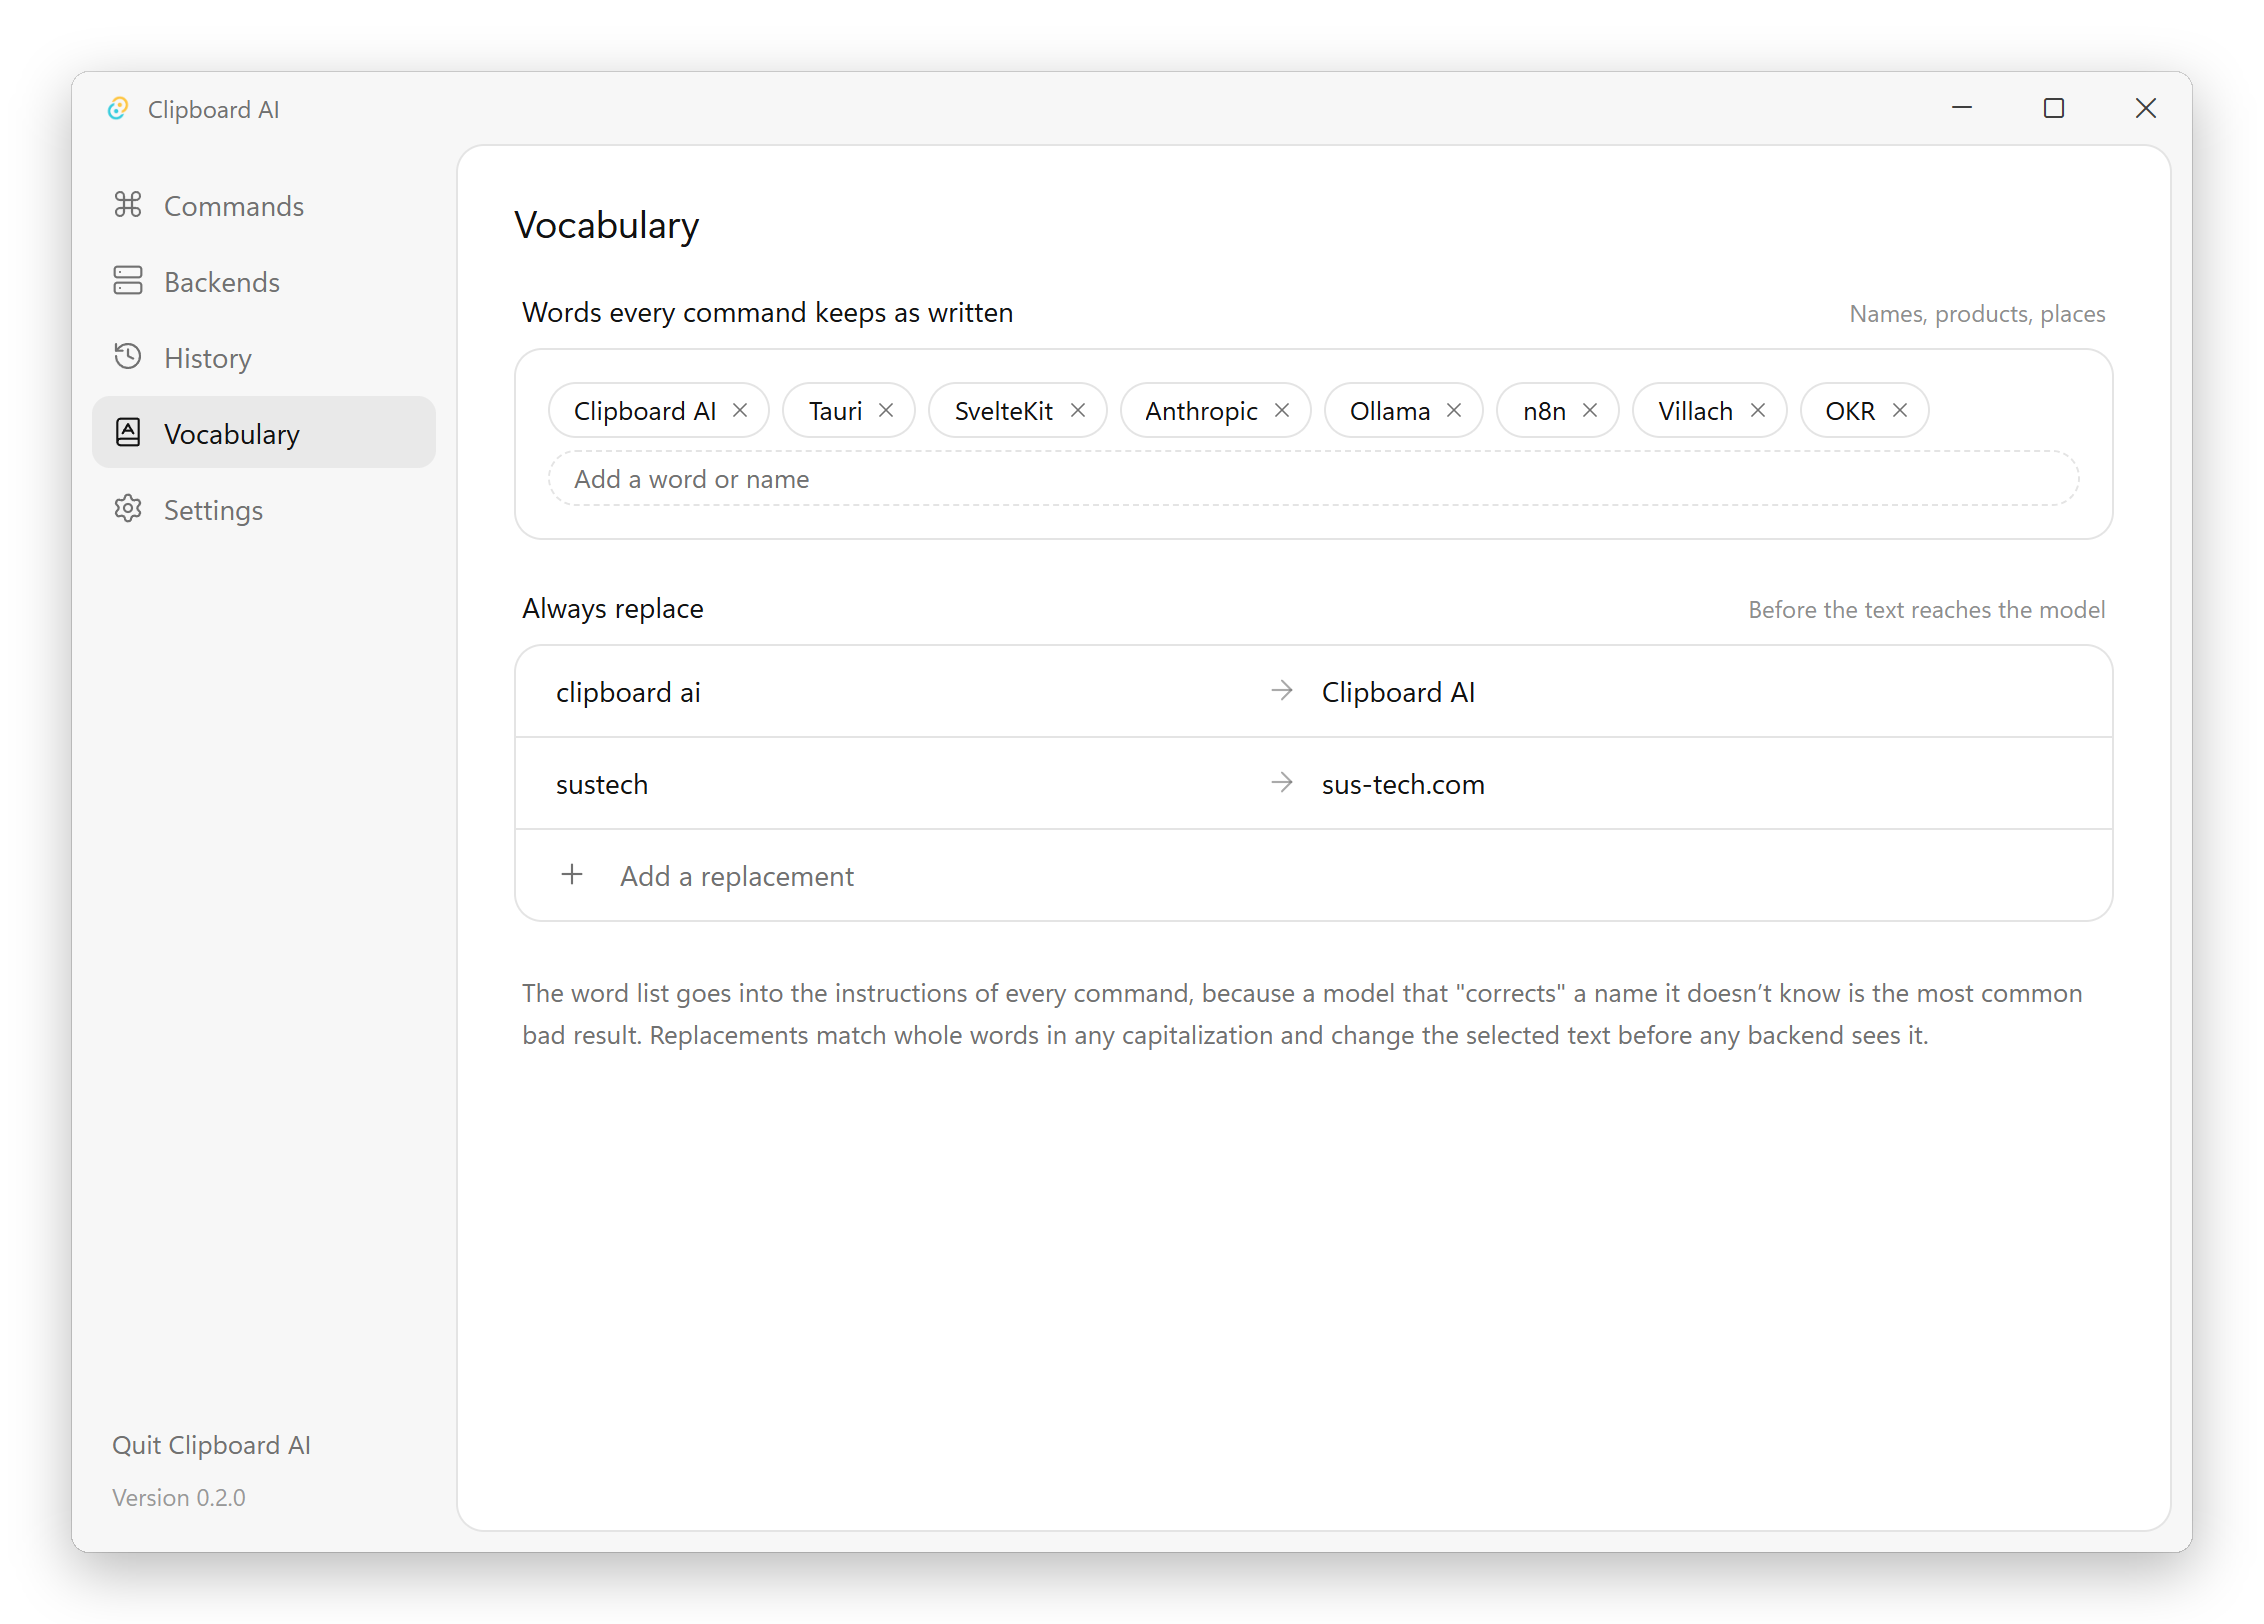 Clipboard AI
Commands
Backends
History
Vocabulary
Settings
Quit Clipboard AI
Version 0.2.0
Vocabulary
Words every command keeps as written
Names, products, places
Clipboard AI
Tauri
SvelteKit
Anthropic
Ollama
n8n
Villach
OKR
Add a word or name
Always replace
Before the text reaches the model
clipboard ai → Clipboard AI
sustech → sus-tech.com
Add a replacement
The word list goes into the instructions of every command, because a model that "corrects" a name it doesn’t know is the most common
bad result. Replacements match whole words in any capitalization and change the selected text before any backend sees it.